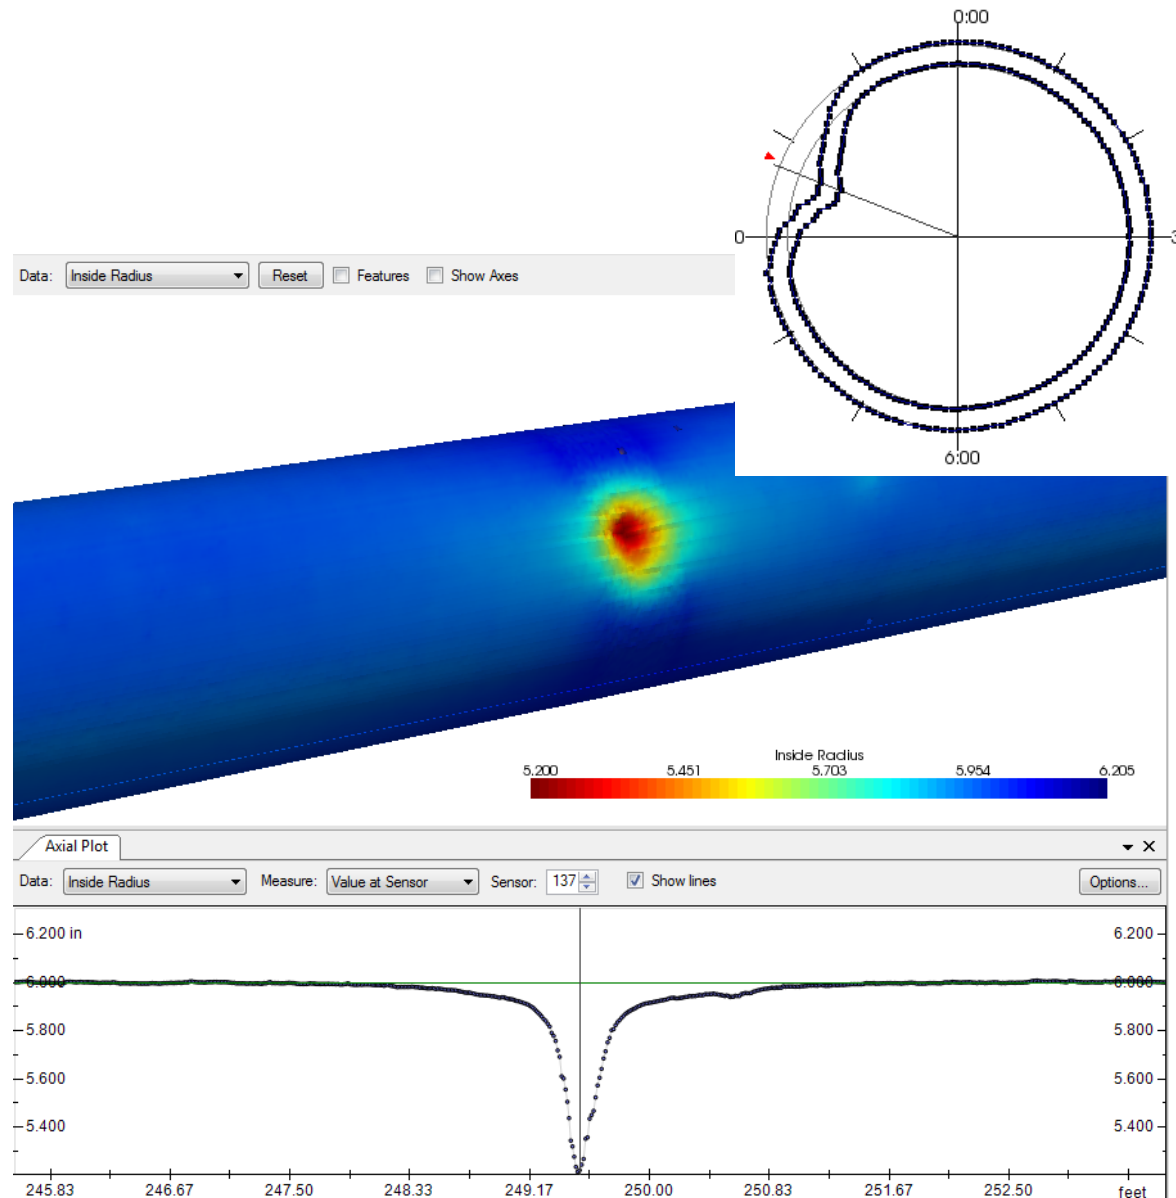 0:00
0
3
6:00
Data: Inside Radius Reset Features Show Axes
Inside Radius
5.200 5.451 5.703 5.954 6.205
Axial Plot
Data: Inside Radius Measure: Value at Sensor Sensor: 137 Show lines Options...
6.200 in 6.200
6.000 6.000
5.800 5.800
5.600 5.600
5.400 5.400
245.83 246.67 247.50 248.33 249.17 250.00 250.83 251.67 252.50 feet